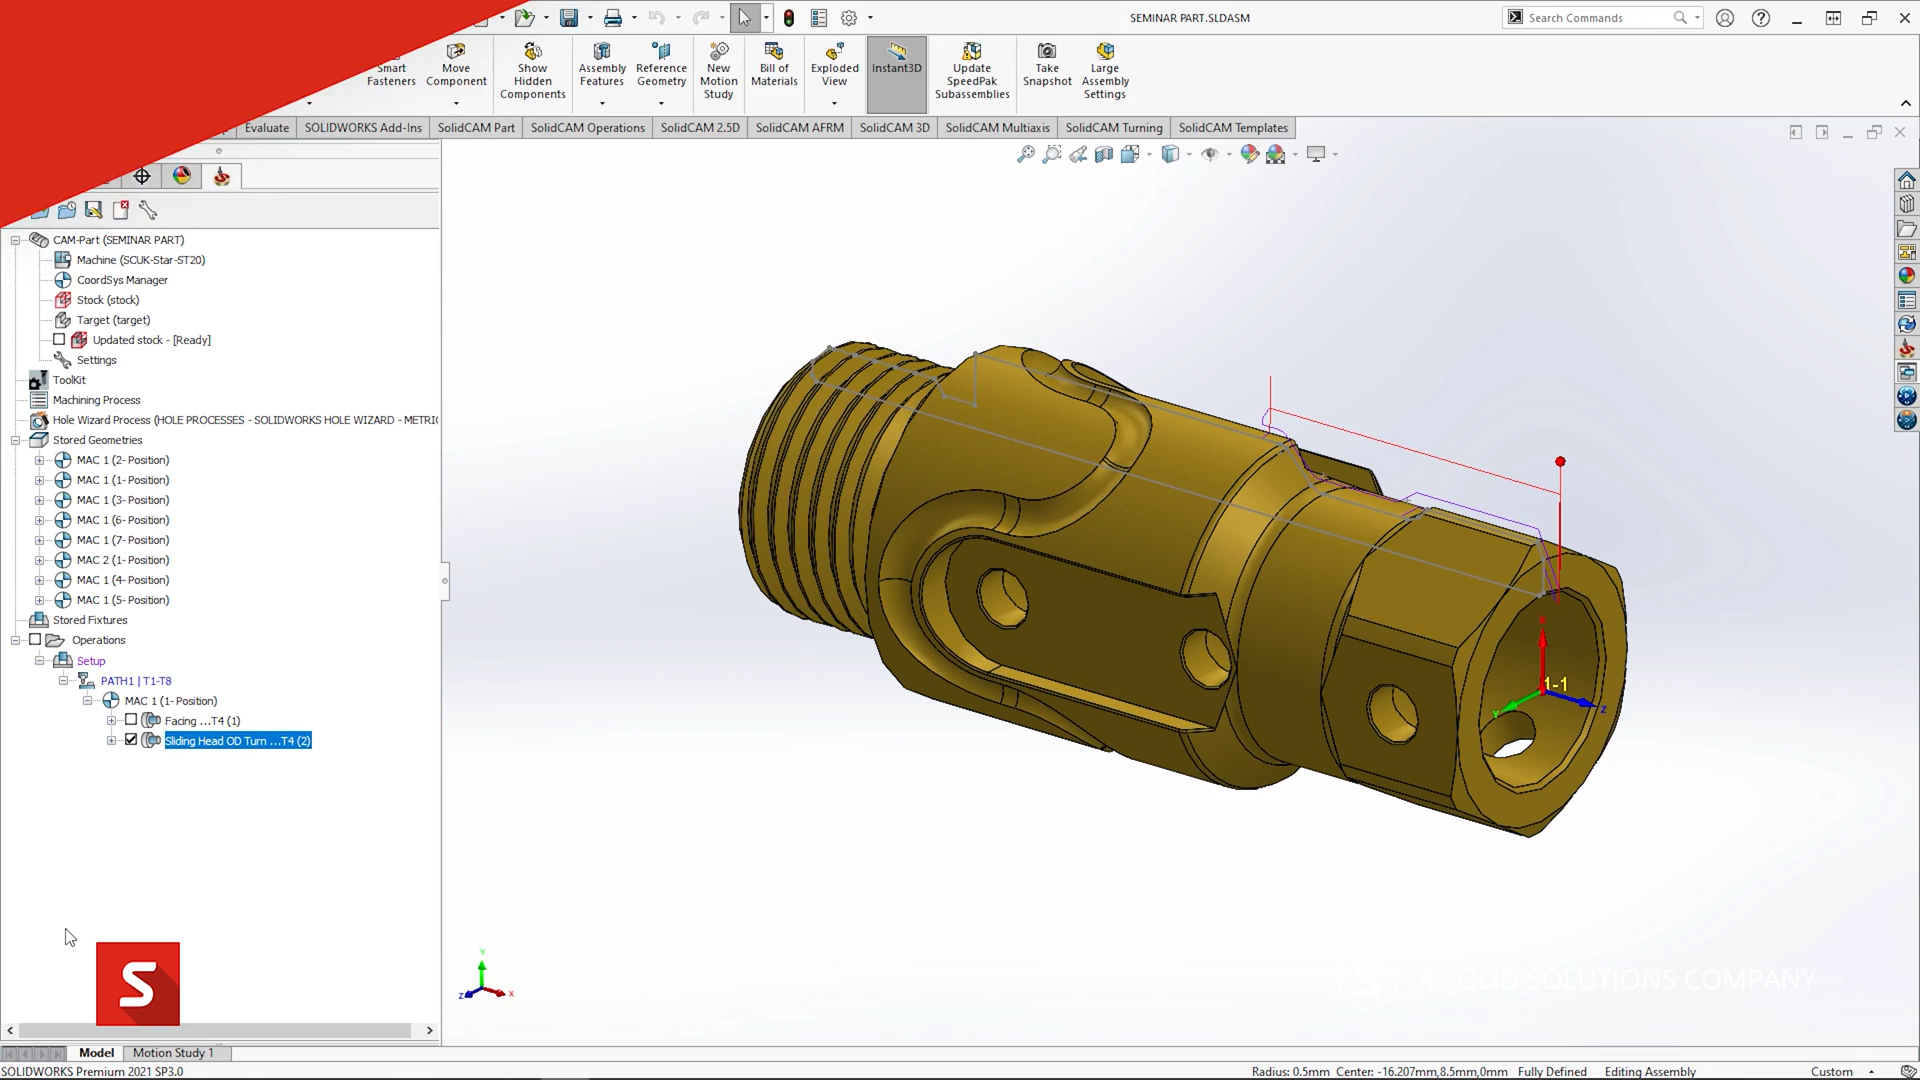 SEMINAR PART.SLDASM
Search Commands
Smart Fasteners
Move Component
Show Hidden Components
Assembly Features
Reference Geometry
New Motion Study
Bill of Materials
Exploded View
Instant3D
Update SpeedPak Subassemblies
Take Snapshot
Large Assembly Settings
Evaluate
SOLIDWORKS Add-Ins
SolidCAM Part
SolidCAM Operations
SolidCAM 2.5D
SolidCAM AFRM
SolidCAM 3D
SolidCAM Multiaxis
SolidCAM Turning
SolidCAM Templates
CAM-Part (SEMINAR PART)
Machine (SCUK-Star-ST20)
CoordSys Manager
Stock (stock)
Target (target)
Updated stock - [Ready]
Settings
ToolKit
Machining Process
Hole Wizard Process (HOLE PROCESSES - SOLIDWORKS HOLE WIZARD - METRI
Stored Geometries
MAC 1 (2- Position)
MAC 1 (1- Position)
MAC 1 (3- Position)
MAC 1 (6- Position)
MAC 1 (7- Position)
MAC 2 (1- Position)
MAC 1 (4- Position)
MAC 1 (5- Position)
Stored Fixtures
Operations
Setup
PATH1 | T1-T8
MAC 1 (1- Position)
Facing ...T4 (1)
Sliding Head OD Turn ...T4 (2)
1-1
Y
Z
S
Y
Z
X
S A SOLID SOLUTIONS COMPANY
Model
Motion Study 1
SOLIDWORKS Premium 2021 SP3.0
Radius: 0.5mm Center: -16.207mm,8.5mm,0mm
Fully Defined
Editing Assembly
Custom